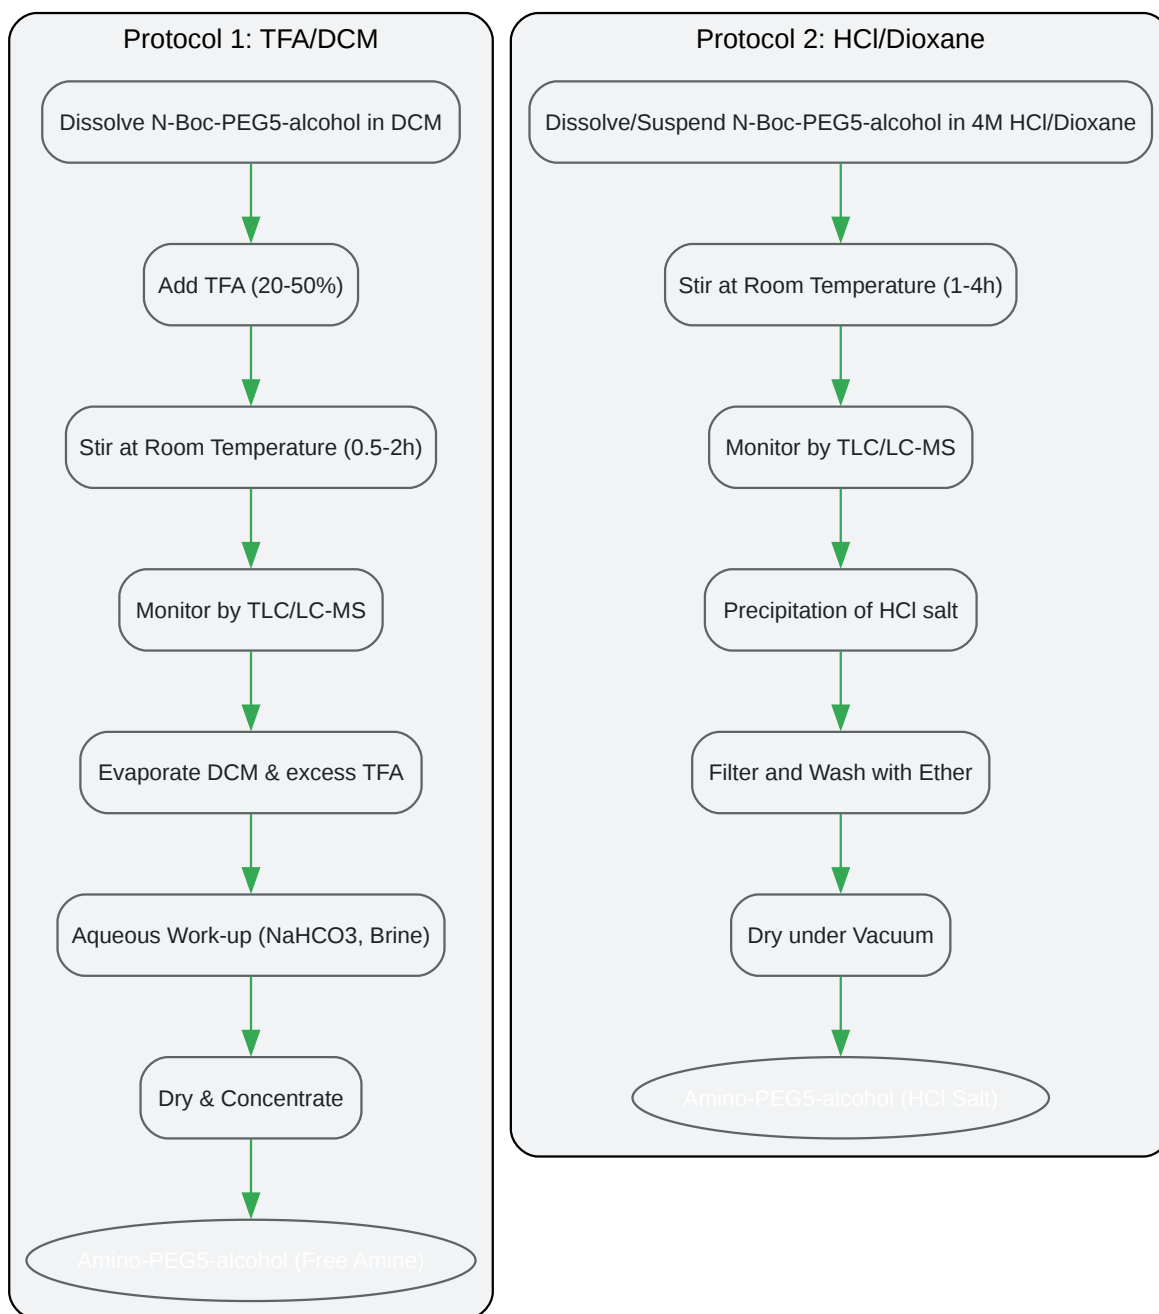 Protocol 1: TFA/DCM
Dissolve N-Boc-PEG5-alcohol in DCM
Add TFA (20-50%)
Stir at Room Temperature (0.5-2h)
Monitor by TLC/LC-MS
Evaporate DCM & excess TFA
Aqueous Work-up (NaHCO3, Brine)
Dry & Concentrate
Amino-PEG5-alcohol (Free Amine)
Protocol 2: HCl/Dioxane
Dissolve/Suspend N-Boc-PEG5-alcohol in 4M HCl/Dioxane
Stir at Room Temperature (1-4h)
Monitor by TLC/LC-MS
Precipitation of HCl salt
Filter and Wash with Ether
Dry under Vacuum
Amino-PEG5-alcohol (HCl Salt)